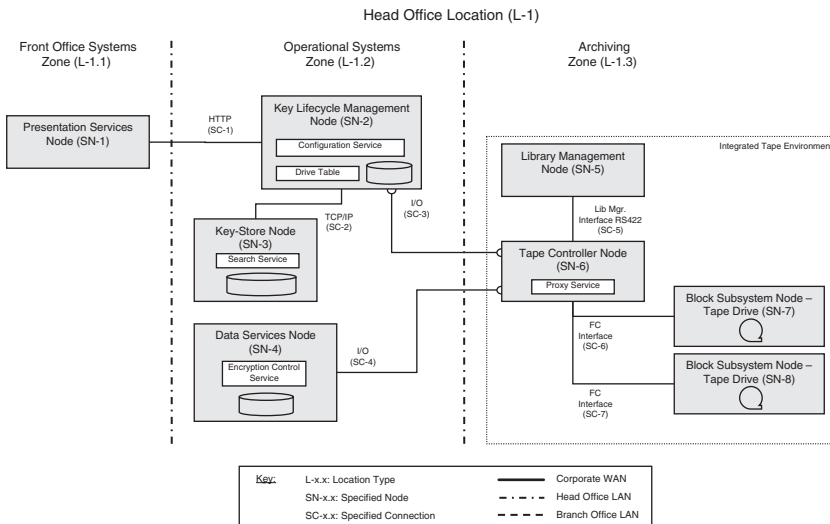 Head Office Location (L-1)
Front Office Systems
Zone (L-1.1)
Operational Systems
Zone (L-1.2)
Archiving
Zone (L-1.3)
Presentation Services
Node (SN-1)
HTTP
(SC-1)
Key Lifecycle Management
Node (SN-2)
Configuration Service
Drive Table
TCP/IP
(SC-2)
I/O
(SC-3)
Key-Store Node
(SN-3)
Search Service
Data Services Node
(SN-4)
Encryption Control
Service
I/O
(SC-4)
Integrated Tape Environment
Library Management
Node (SN-5)
Lib Mgr.
Interface RS422
(SC-5)
Tape Controller Node
(SN-6)
Proxy Service
FC
Interface
(SC-6)
Block Subsystem Node –
Tape Drive (SN-7)
FC
Interface
(SC-7)
Block Subsystem Node –
Tape Drive (SN-8)
Key:
L-x.x: Location Type
SN-x.x: Specified Node
SC-x.x: Specified Connection
Corporate WAN
Head Office LAN
Branch Office LAN